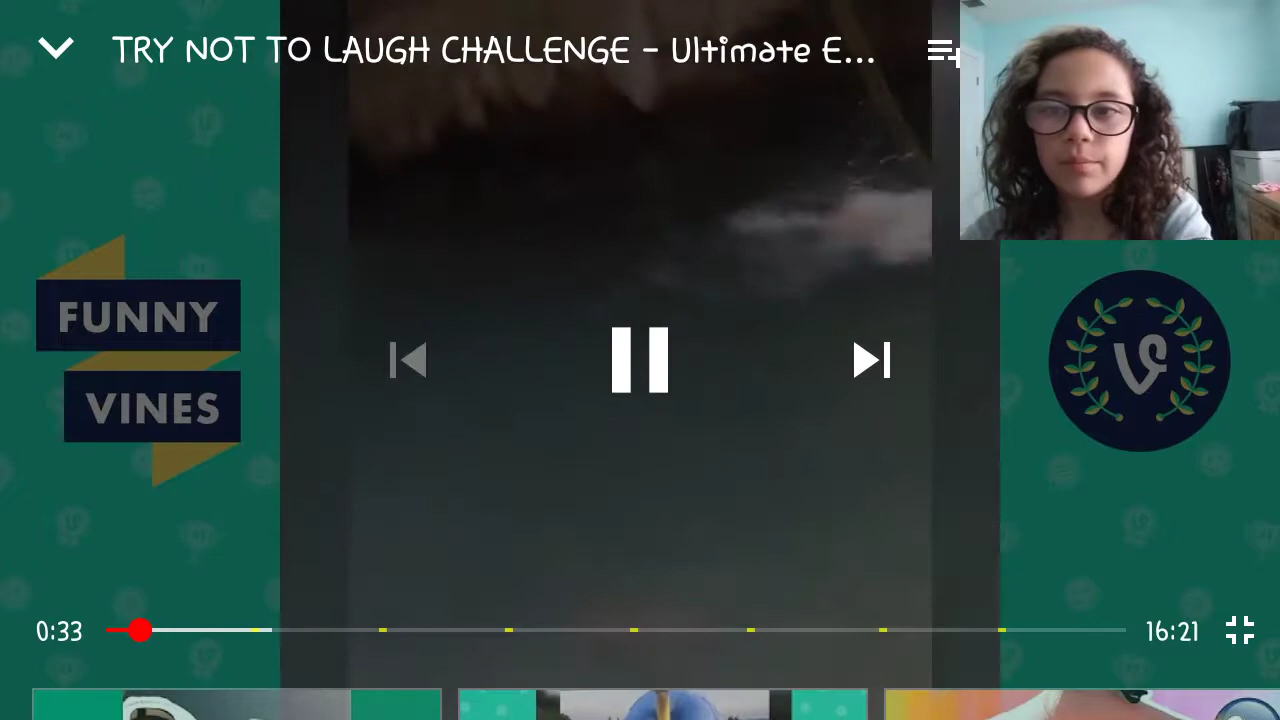 TRY NOT TO LAUGH CHALLENGE - Ultimate E...
FUNNY
VINES
0:33
16:21